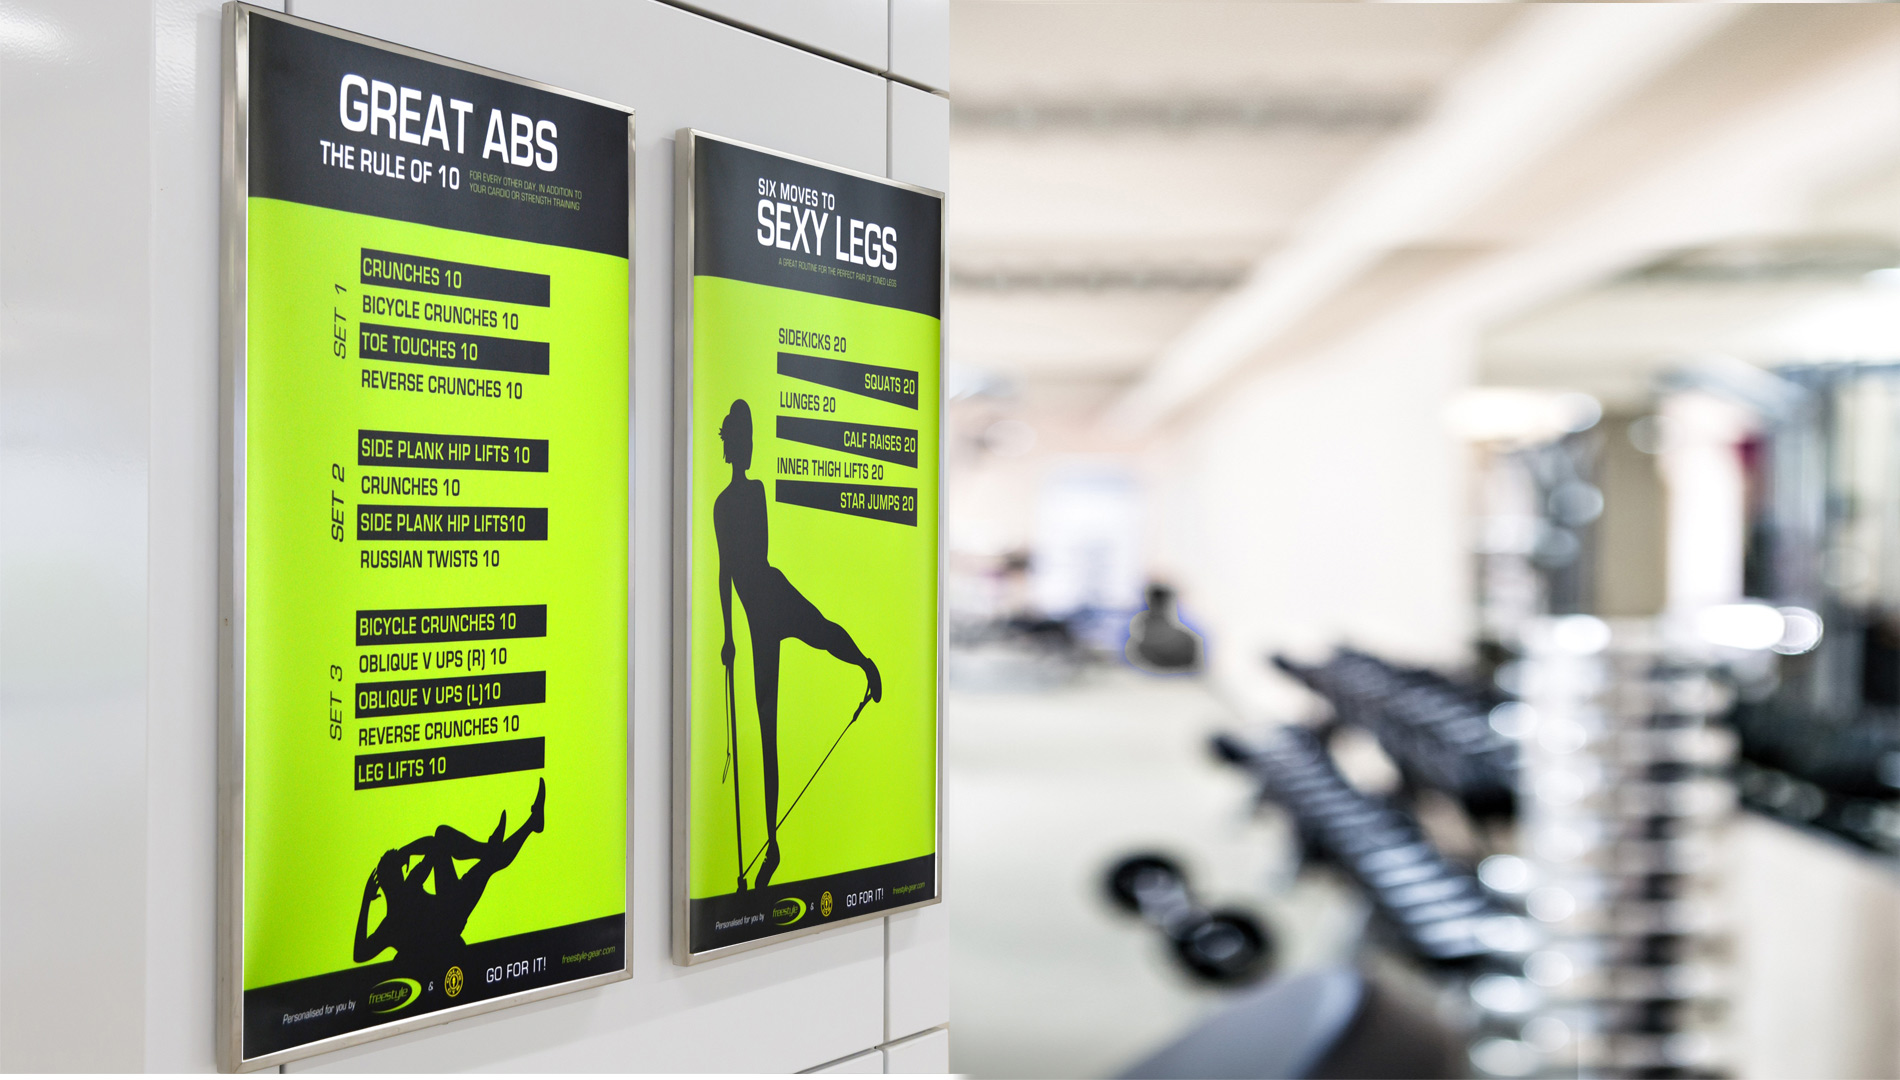 GREAT ABS
THE RULE OF 10
FOR EVERY OTHER DAY, IN ADDITION TO
YOUR CARDIO OR STRENGTH TRAINING
SET 1
CRUNCHES 10
BICYCLE CRUNCHES 10
TOE TOUCHES 10
REVERSE CRUNCHES 10
SET 2
SIDE PLANK HIP LIFTS 10
CRUNCHES 10
SIDE PLANK HIP LIFTS10
RUSSIAN TWISTS 10
SET 3
BICYCLE CRUNCHES 10
OBLIQUE V UPS (R) 10
OBLIQUE V UPS (L)10
REVERSE CRUNCHES 10
LEG LIFTS 10
Personalised for you by freestyle & GO FOR IT! freestyle-gear.com
SIX MOVES TO
SEXY LEGS
A GREAT ROUTINE FOR THE PERFECT PAIR OF TONED LEGS
SIDEKICKS 20
SQUATS 20
LUNGES 20
CALF RAISES 20
INNER THIGH LIFTS 20
STAR JUMPS 20
Personalised for you by freestyle & GO FOR IT! freestyle-gear.com